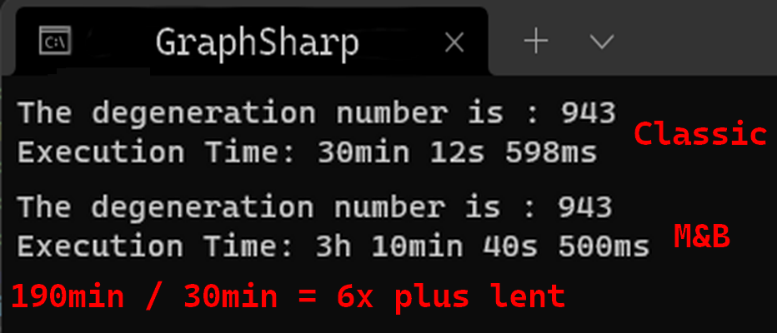 GraphSharp
The degeneration number is : 943
Execution Time: 30min 12s 598ms
Classic
The degeneration number is : 943
Execution Time: 3h 10min 40s 500ms
M&B
190min / 30min = 6x plus lent